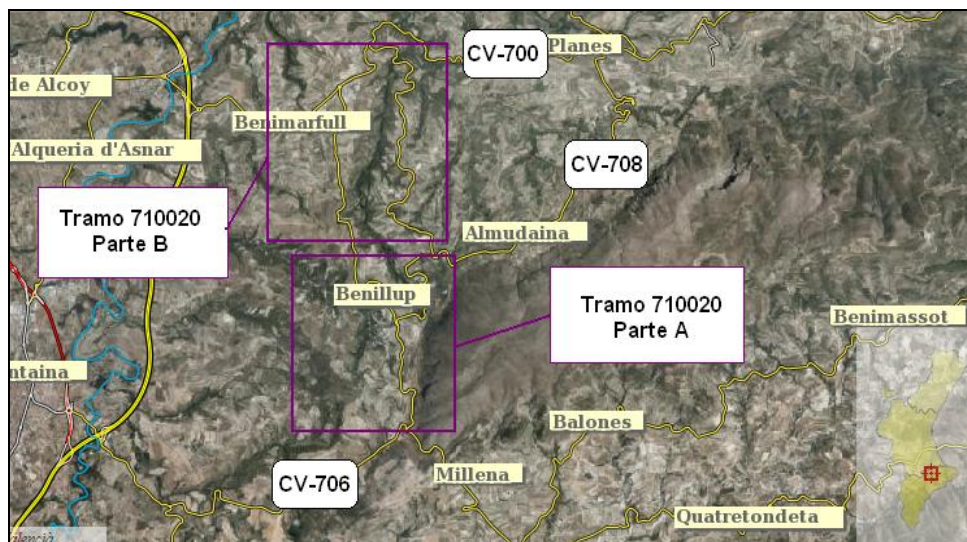 CV-700
Planes
de Alcoy
Benimarfull
Alqueria d'Asnar
CV-708
Tramo 710020
Parte B
Almudaina
Benillup
Tramo 710020
Parte A
Benimassot
ntaina
Balones
CV-706
Millena
Quatretondeta